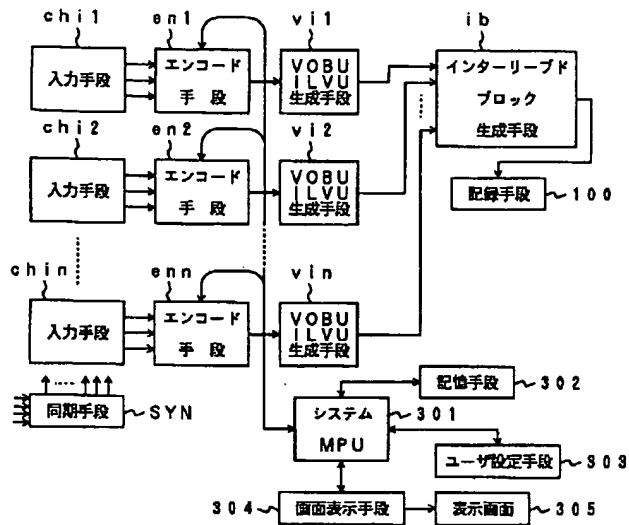 chi1
en1
vi1
ib
入力手段
エンコード
手段
VOBU
ILVU
生成手段
インターリーブド
ブロック
生成手段
chi2
en2
vi2
入力手段
エンコード
手段
VOBU
ILVU
生成手段
記録手段
100
chin
enn
vin
入力手段
エンコード
手段
VOBU
ILVU
生成手段
同期手段
SYN
システム
MPU
301
記憶手段
302
ユーザ設定手段
303
304
画面表示手段
表示画面
305